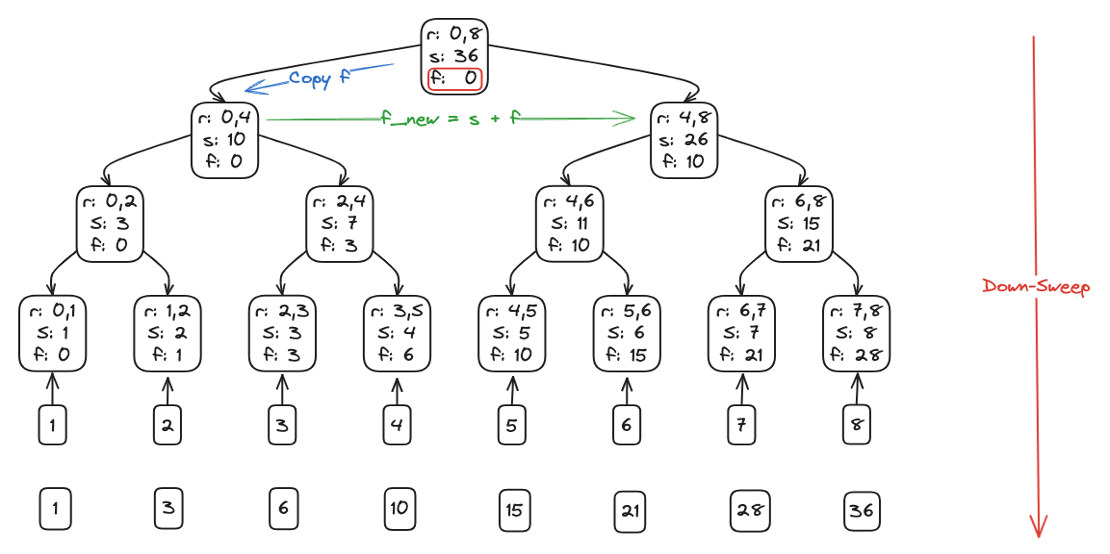 r: 0,8
s: 36
f: 0
Copy f
r: 0,4
s: 10
f: 0
f_new = s + f
r: 4,8
s: 26
f: 10
r: 0,2
s: 3
f: 0
r: 2,4
s: 7
f: 3
r: 4,6
s: 11
f: 10
r: 6,8
s: 15
f: 21
Down-Sweep
r: 0,1
s: 1
f: 0
r: 1,2
s: 2
f: 1
r: 2,3
s: 3
f: 3
r: 3,5
s: 4
f: 6
r: 4,5
s: 5
f: 10
r: 5,6
s: 6
f: 15
r: 6,7
s: 7
f: 21
r: 7,8
s: 8
f: 28
1 2 3 4 5 6 7 8
1 3 6 10 15 21 28 36